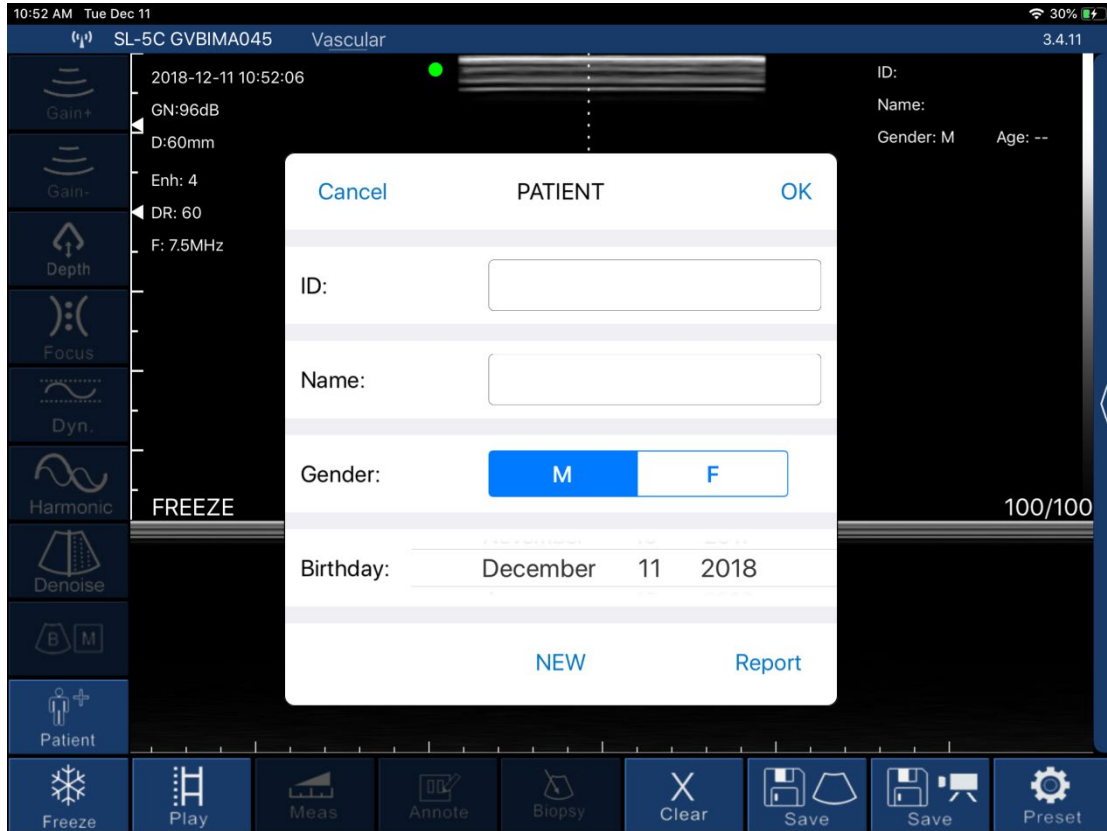 10:52 AM Tue Dec 11
30%
SL-5C GVBIMA045 Vascular 3.4.11
2018-12-11 10:52:06
GN:96dB
D:60mm
Enh: 4
DR: 60
F: 7.5MHz
ID:
Name:
Gender: M Age: --
Gain+
Gain-
Depth
Focus
Dyn.
Harmonic
Denoise
B M
Patient
FREEZE
100/100
Cancel PATIENT OK
ID:
Name:
Gender: M F
Birthday: December 11 2018
NEW Report
Freeze Play Meas Annote Biopsy Clear Save Save Preset